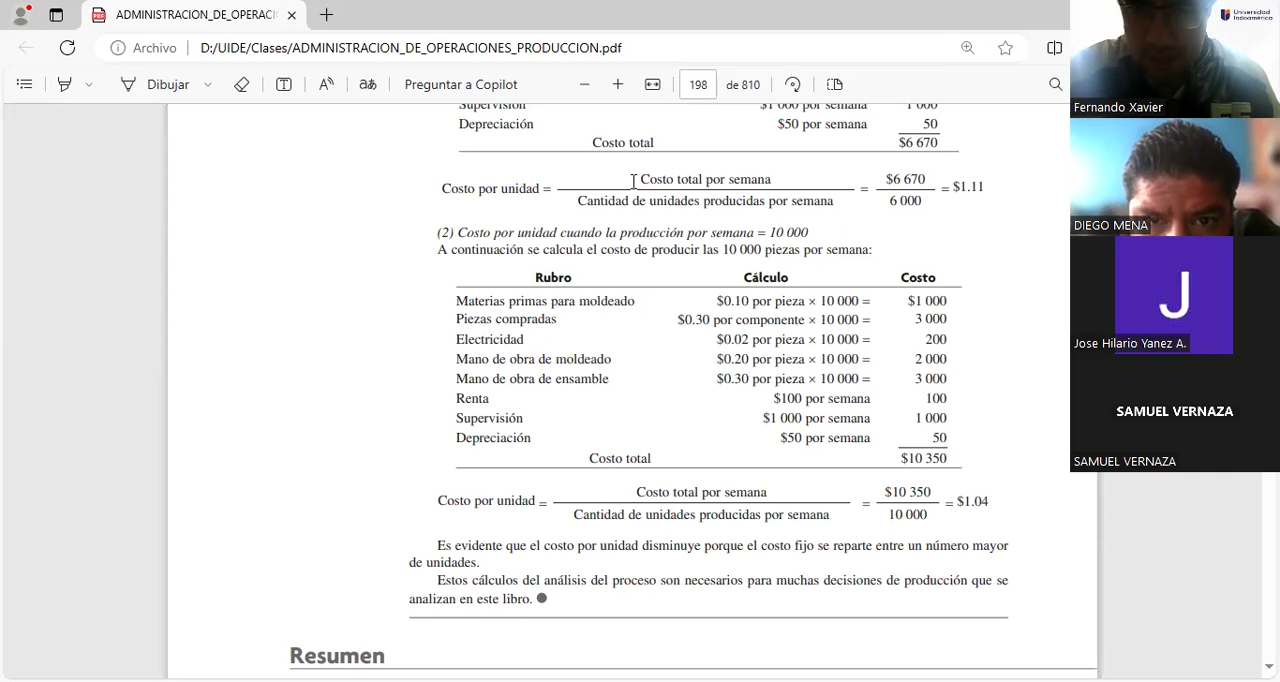 ADMINISTRACION_DE_OPERACI
Archivo
D:/UIDE/Clases/ADMINISTRACION_DE_OPERACIONES_PRODUCCION.pdf
Dibujar
Preguntar a Copilot
198
de 810
Universidad
Indoamérica
Fernando Xavier
DIEGO MENA
J
Jose Hilario Yanez A.
SAMUEL VERNAZA
SAMUEL VERNAZA
Supervisión $1 000 por semana 1 000
Depreciación $50 por semana 50
Costo total $6 670
Costo por unidad = Costo total por semana / Cantidad de unidades producidas por semana = $6 670 / 6 000 = $1.11
(2) Costo por unidad cuando la producción por semana = 10 000
A continuación se calcula el costo de producir las 10 000 piezas por semana:
Rubro Cálculo Costo
Materias primas para moldeado $0.10 por pieza × 10 000 = $1 000
Piezas compradas $0.30 por componente × 10 000 = 3 000
Electricidad $0.02 por pieza × 10 000 = 200
Mano de obra de moldeado $0.20 por pieza × 10 000 = 2 000
Mano de obra de ensamble $0.30 por pieza × 10 000 = 3 000
Renta $100 por semana 100
Supervisión $1 000 por semana 1 000
Depreciación $50 por semana 50
Costo total $10 350
Costo por unidad = Costo total por semana / Cantidad de unidades producidas por semana = $10 350 / 10 000 = $1.04
Es evidente que el costo por unidad disminuye porque el costo fijo se reparte entre un número mayor
de unidades.
Estos cálculos del análisis del proceso son necesarios para muchas decisiones de producción que se
analizan en este libro.
Resumen